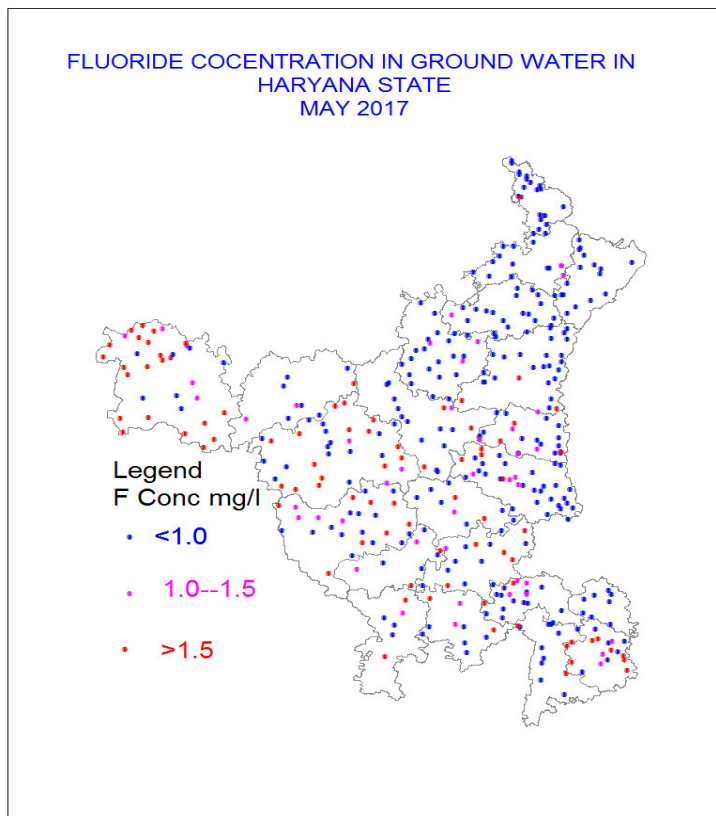 FLUORIDE COCENTRATION IN GROUND WATER IN
HARYANA STATE
MAY 2017
Legend
F Conc mg/l
<1.0
1.0--1.5
>1.5